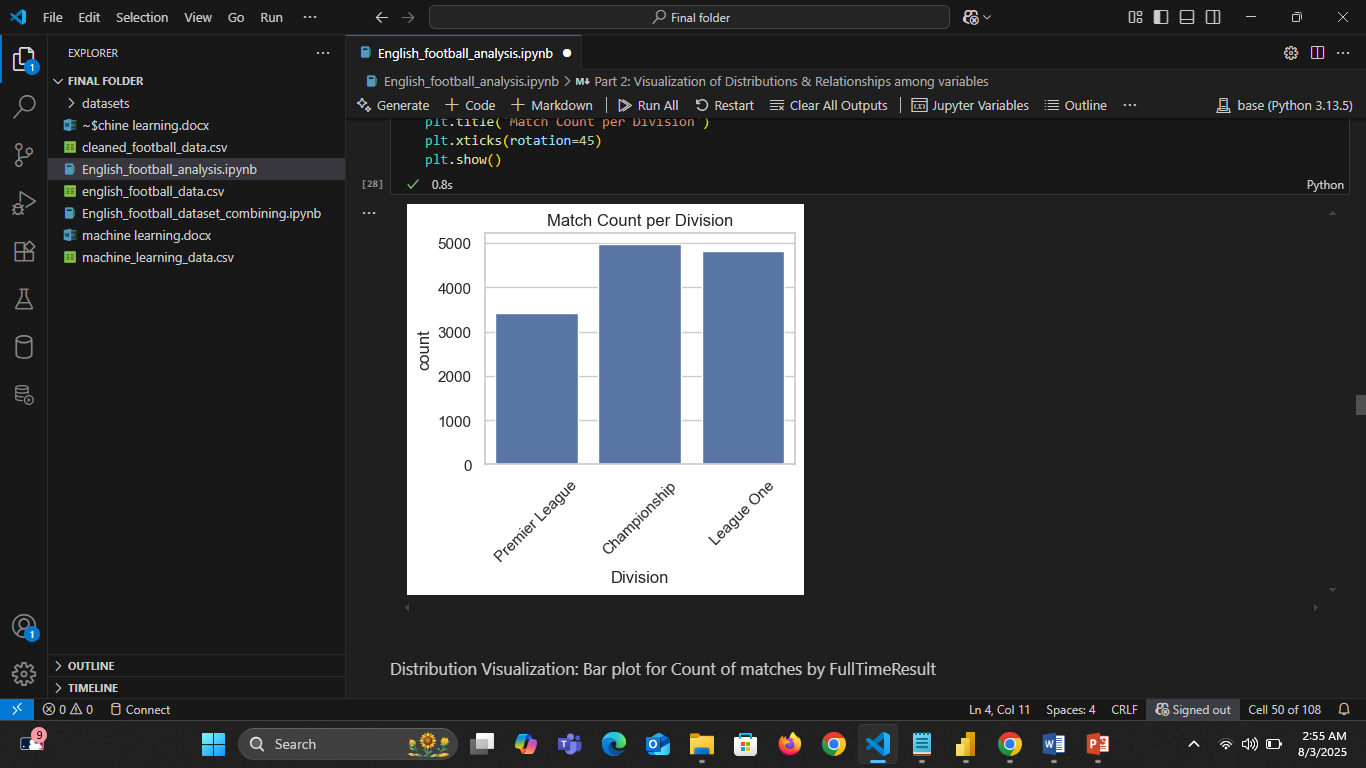 File Edit Selection View Go Run ···
Final folder
EXPLORER ···
FINAL FOLDER
datasets
~$chine learning.docx
cleaned_football_data.csv
English_football_analysis.ipynb
english_football_data.csv
English_football_dataset_combining.ipynb
machine learning.docx
machine_learning_data.csv
OUTLINE
TIMELINE
1
1
English_football_analysis.ipynb
English_football_analysis.ipynb > M↓ Part 2: Visualization of Distributions & Relationships among variables
Generate + Code + Markdown Run All Restart Clear All Outputs Jupyter Variables Outline ··· base (Python 3.13.5)
plt.title('Match Count per Division')
plt.xticks(rotation=45)
plt.show()
[28] ✓ 0.8s Python
···
Match Count per Division
5000
4000
3000
2000
1000
0
count
Premier League
Championship
League One
Division
Distribution Visualization: Bar plot for Count of matches by FullTimeResult
0 0 Connect
Ln 4, Col 11 Spaces: 4 CRLF Signed out Cell 50 of 108
9
Search
2:55 AM
8/3/2025